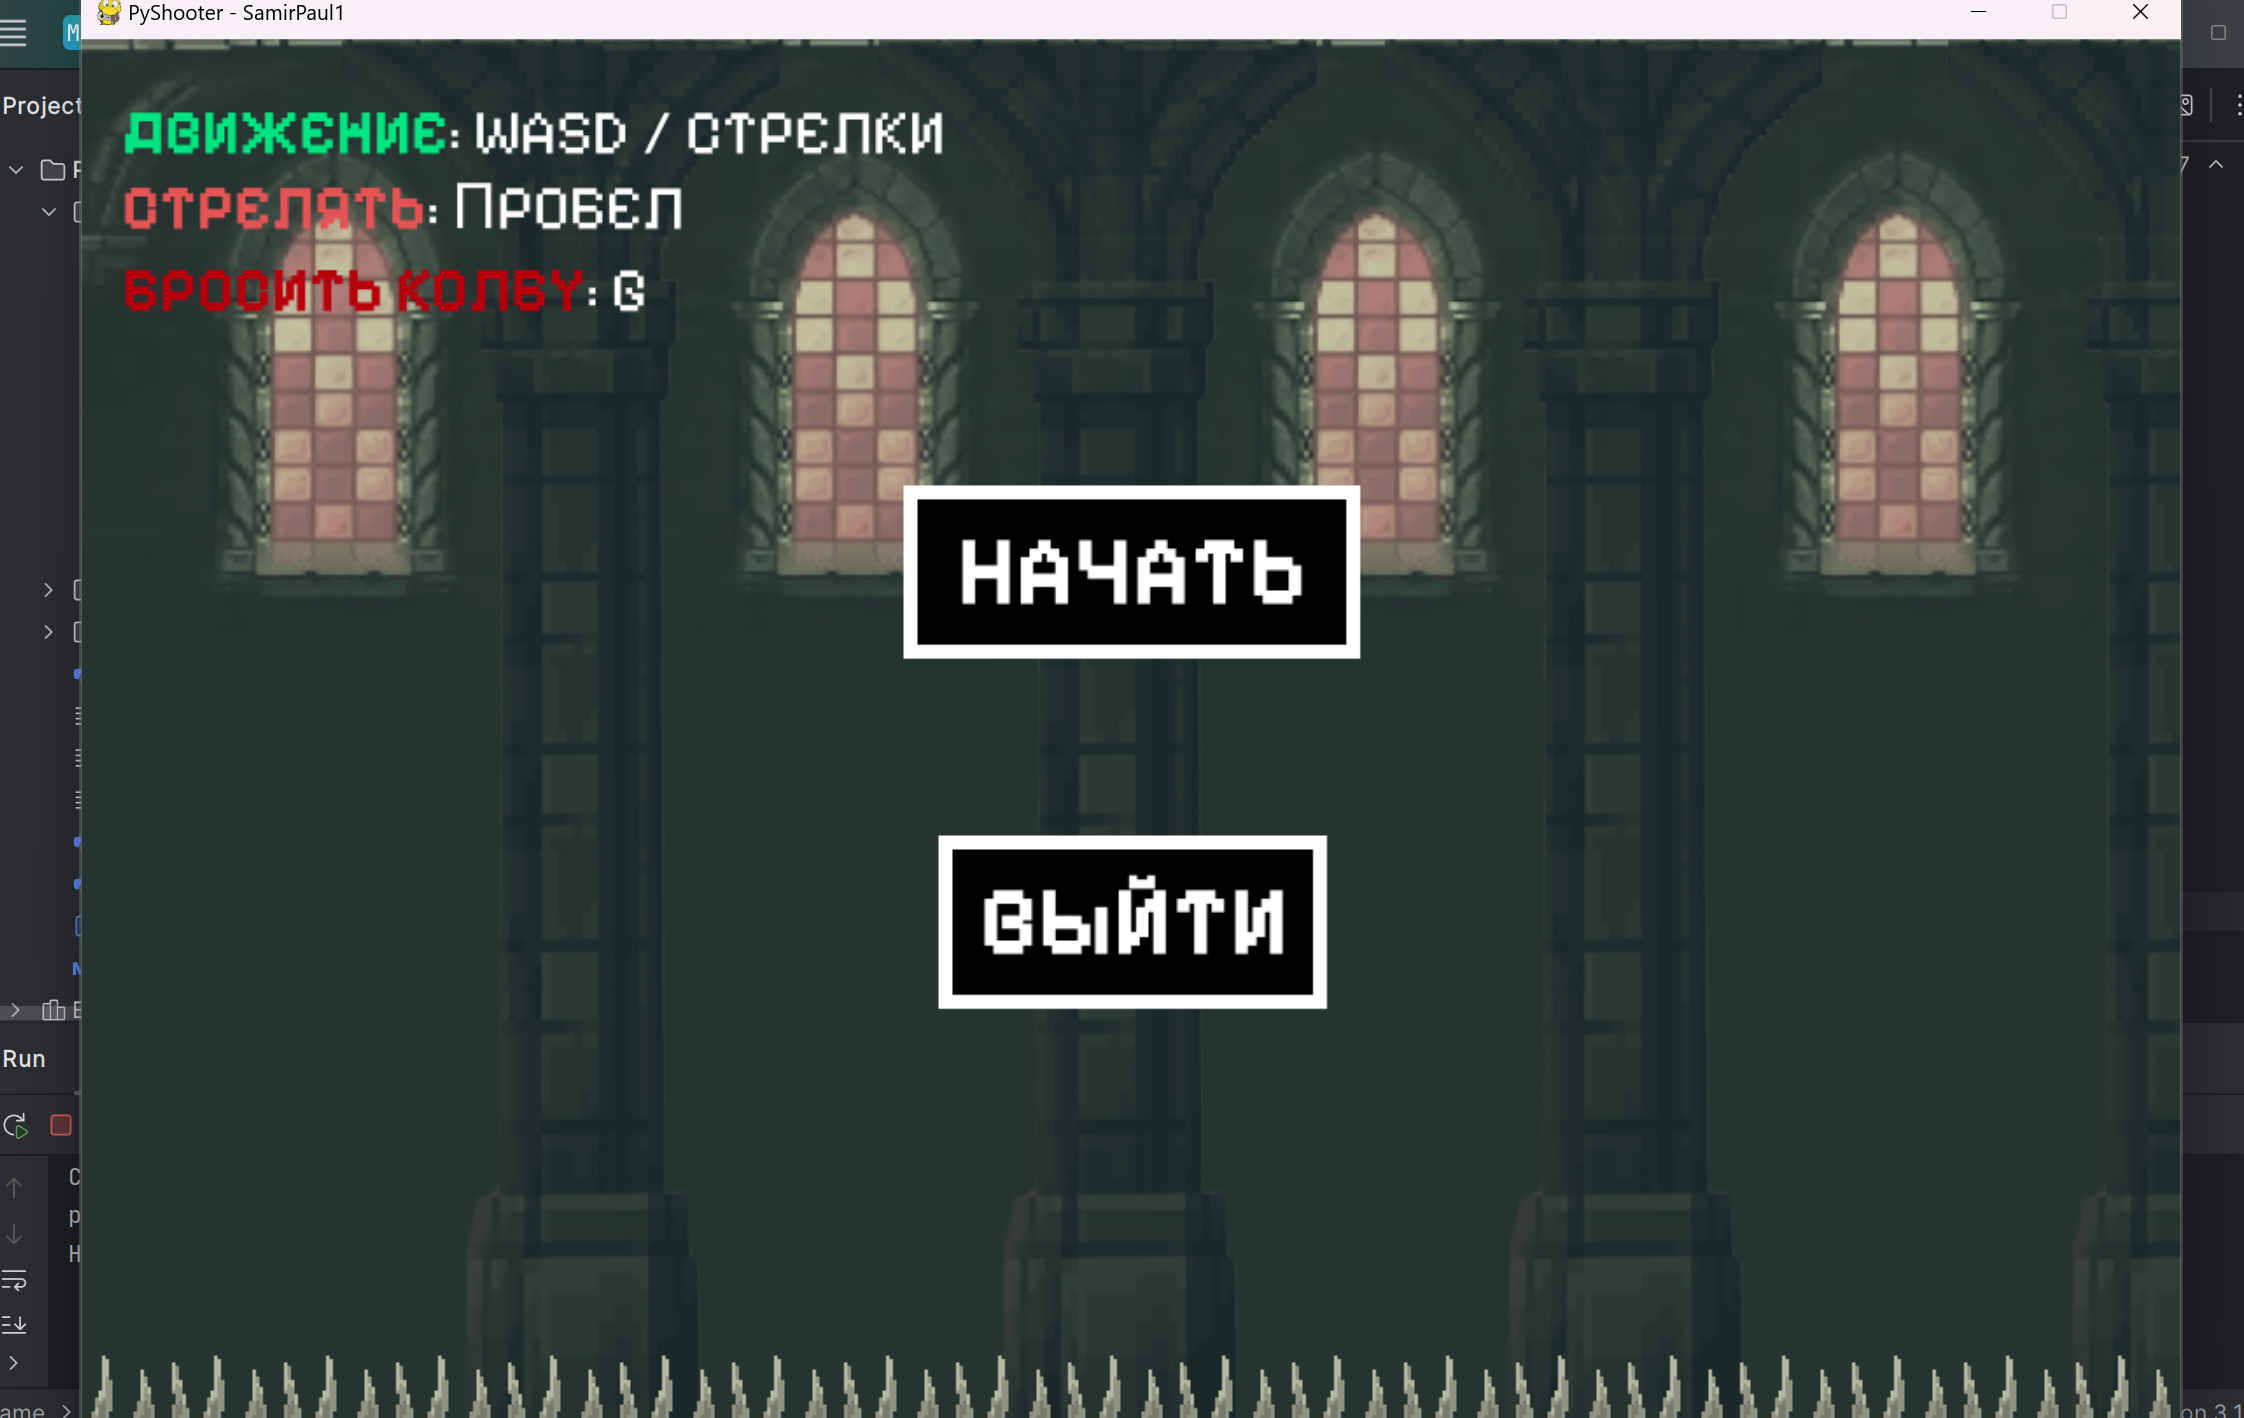 PyShooter - SamirPaul1
Project
ДВИЖЕНИЕ: WASD / СТРЕЛКИ
СТРЕЛЯТЬ: Пробел
БРОСИТЬ КОЛБУ: G
НАЧАТЬ
ВЫЙТИ
Run